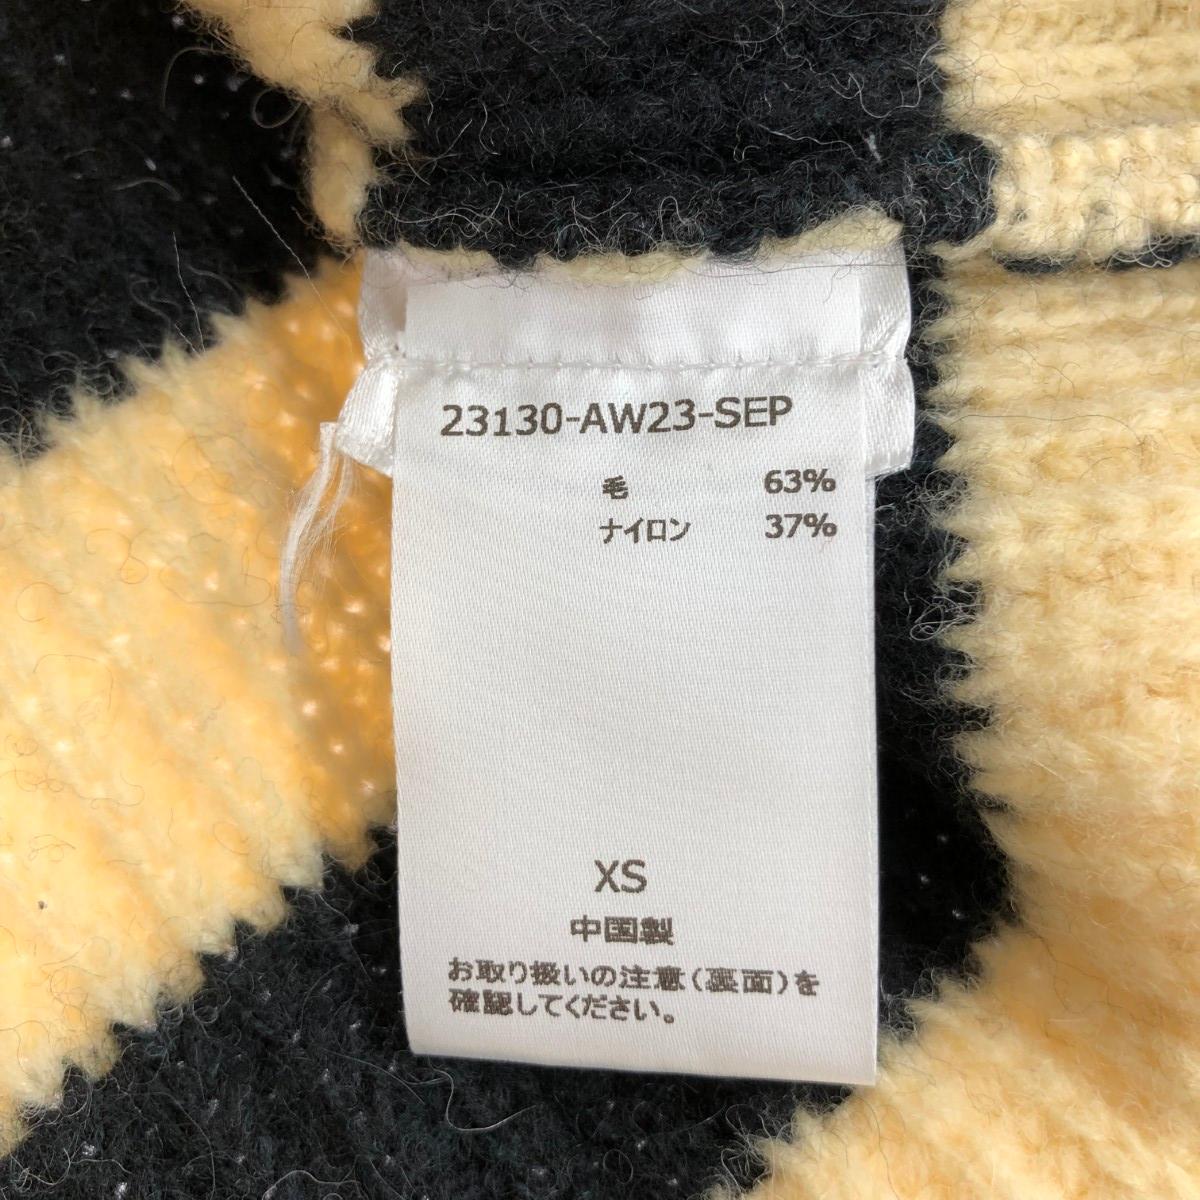 23130-AW23-SEP
毛 63%
ナイロン 37%
XS
中国製
お取り扱いの注意(裏面)を
確認してください。